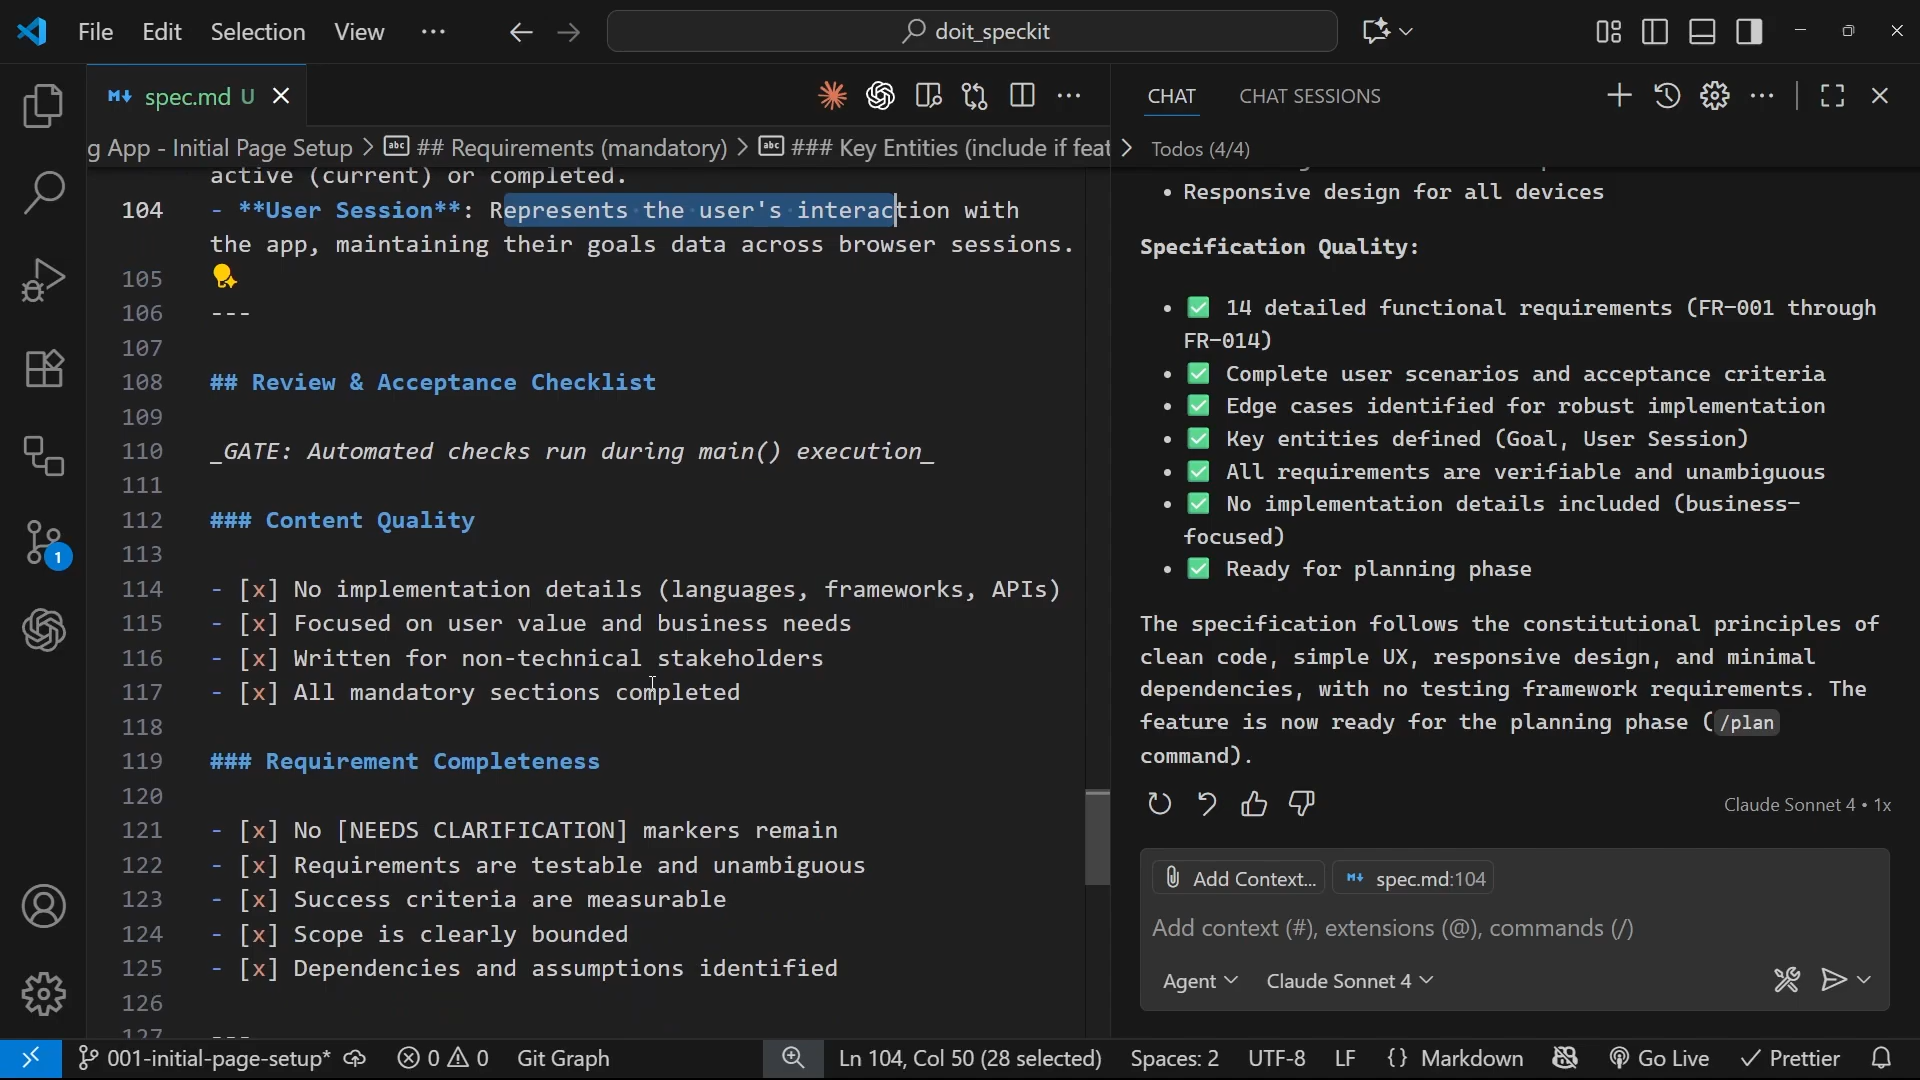 File Edit Selection View ··· doit_speckit
M↓ spec.md U
g App - Initial Page Setup > ## Requirements (mandatory) > ### Key Entities (include if feat
active (current) or completed.
104 - **User Session**: Represents the user's interaction with
the app, maintaining their goals data across browser sessions.
105
106 ---
107
108 ## Review & Acceptance Checklist
109
110 _GATE: Automated checks run during main() execution_
111
112 ### Content Quality
113
114 - [x] No implementation details (languages, frameworks, APIs)
115 - [x] Focused on user value and business needs
116 - [x] Written for non-technical stakeholders
117 - [x] All mandatory sections completed
118
119 ### Requirement Completeness
120
121 - [x] No [NEEDS CLARIFICATION] markers remain
122 - [x] Requirements are testable and unambiguous
123 - [x] Success criteria are measurable
124 - [x] Scope is clearly bounded
125 - [x] Dependencies and assumptions identified
126
127 ---
1
CHAT CHAT SESSIONS
Todos (4/4)
• Responsive design for all devices
Specification Quality:
• ✅ 14 detailed functional requirements (FR-001 through
FR-014)
• ✅ Complete user scenarios and acceptance criteria
• ✅ Edge cases identified for robust implementation
• ✅ Key entities defined (Goal, User Session)
• ✅ All requirements are verifiable and unambiguous
• ✅ No implementation details included (business-
focused)
• ✅ Ready for planning phase
The specification follows the constitutional principles of
clean code, simple UX, responsive design, and minimal
dependencies, with no testing framework requirements. The
feature is now ready for the planning phase (/plan
command).
Claude Sonnet 4 • 1x
Add Context... M↓ spec.md:104
Add context (#), extensions (@), commands (/)
Agent Claude Sonnet 4
001-initial-page-setup* 0 0 Git Graph Ln 104, Col 50 (28 selected) Spaces: 2 UTF-8 LF {} Markdown Go Live ✓ Prettier